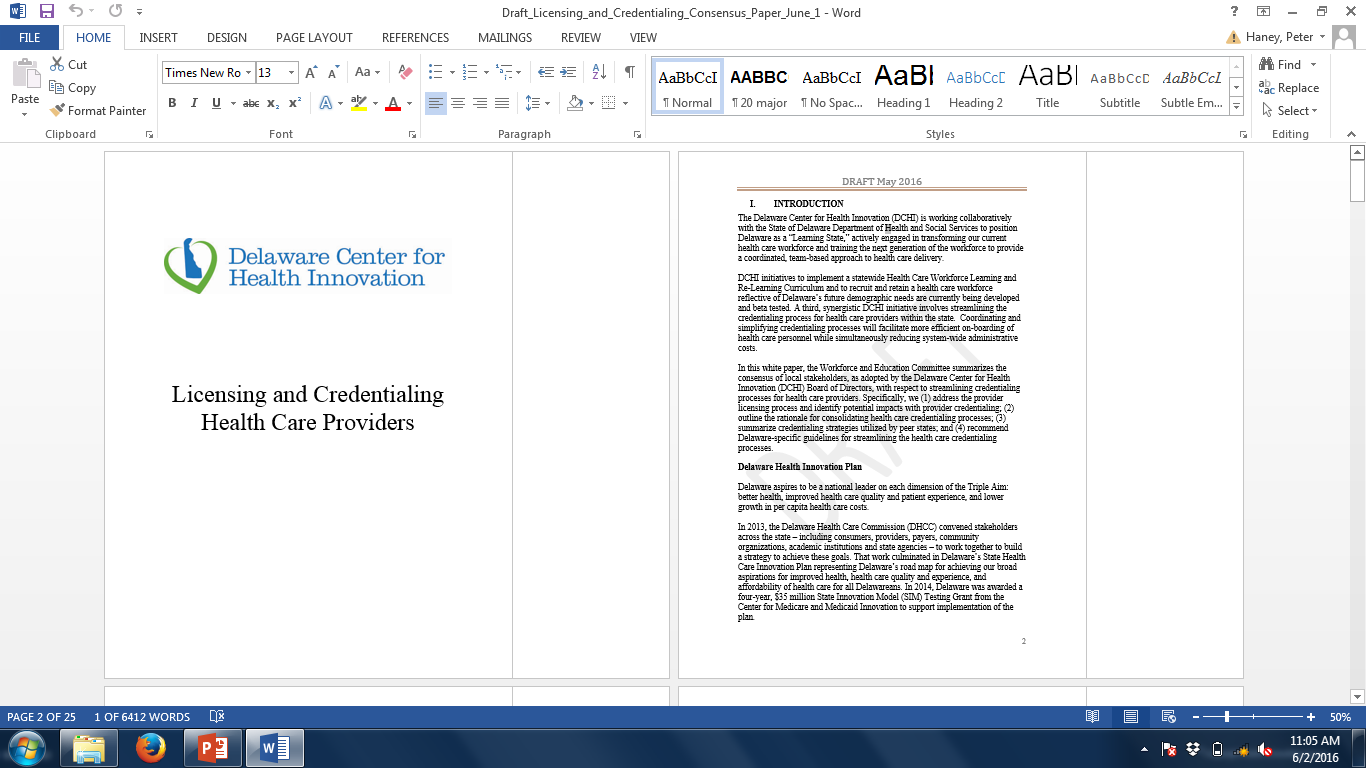 Draft_Licensing_and_Credentialing_Consensus_Paper_June_1 - Word
FILE
HOME
INSERT
DESIGN
PAGE LAYOUT
REFERENCES
MAILINGS
REVIEW
VIEW
Haney, Peter
Paste
Cut
Copy
Format Painter
Clipboard
Times New Ro
13
Aa
B I U abc x₂ x²
Font
Paragraph
AaBbCcI
¶ Normal
AABBC
¶ 20 major
AaBbCcI
¶ No Spac...
AaBl
Heading 1
AaBbCcD
Heading 2
AaBl
Title
AaBbCcD
Subtitle
AaBbCcI
Subtle Em...
Styles
Find
Replace
Select
Editing
Delaware Center for
Health Innovation
Licensing and Credentialing
Health Care Providers
DRAFT May 2016
I. INTRODUCTION
The Delaware Center for Health Innovation (DCHI) is working collaboratively
with the State of Delaware Department of Health and Social Services to position
Delaware as a “Learning State,” actively engaged in transforming our current
health care workforce and training the next generation of the workforce to provide
a coordinated, team-based approach to health care delivery.
DCHI initiatives to implement a statewide Health Care Workforce Learning and
Re-Learning Curriculum and to recruit and retain a health care workforce
reflective of Delaware’s future demographic needs are currently being developed
and beta tested. A third, synergistic DCHI initiative involves streamlining the
credentialing process for health care providers within the state. Coordinating and
simplifying credentialing processes will facilitate more efficient on-boarding of
health care personnel while simultaneously reducing system-wide administrative
costs.
In this white paper, the Workforce and Education Committee summarizes the
consensus of local stakeholders, as adopted by the Delaware Center for Health
Innovation (DCHI) Board of Directors, with respect to streamlining credentialing
processes for health care providers. Specifically, we (1) address the provider
licensing process and identify potential impacts with provider credentialing; (2)
outline the rationale for consolidating health care credentialing processes; (3)
summarize credentialing strategies utilized by peer states; and (4) recommend
Delaware-specific guidelines for streamlining the health care credentialing
processes.
Delaware Health Innovation Plan
Delaware aspires to be a national leader on each dimension of the Triple Aim:
better health, improved health care quality and patient experience, and lower
growth in per capita health care costs.
In 2013, the Delaware Health Care Commission (DHCC) convened stakeholders
across the state – including consumers, providers, payers, community
organizations, academic institutions and state agencies – to work together to build
a strategy to achieve these goals. That work culminated in Delaware’s State Health
Care Innovation Plan representing Delaware’s road map for achieving our broad
aspirations for improved health, health care quality and experience, and
affordability of health care for all Delawareans. In 2014, Delaware was awarded a
four-year, $35 million State Innovation Model (SIM) Testing Grant from the
Center for Medicare and Medicaid Innovation to support implementation of the
plan.
2
DRAFT
PAGE 2 OF 25
1 OF 6412 WORDS
50%
11:05 AM
6/2/2016